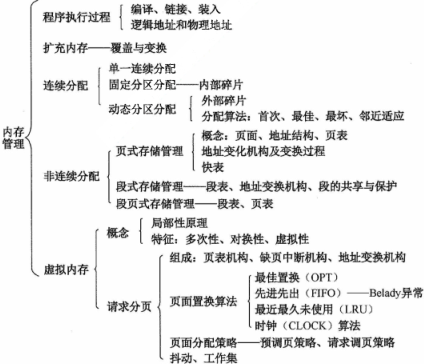 程序执行过程
编译、链接、装入
逻辑地址和物理地址
扩充内存——覆盖与变换
连续分配
单一连续分配
固定分区分配——内部碎片
动态分区分配
外部碎片
分配算法：首次、最佳、最坏、邻近适应
内存管理
非连续分配
页式存储管理
概念：页面、地址结构、页表
地址变化机构及变换过程
快表
段式存储管理——段表、地址变换机构、段的共享与保护
段页式存储管理——段表、页表
虚拟内存
概念
局部性原理
特征：多次性、对换性、虚拟性
请求分页
组成：页表机构、缺页中断机构、地址变换机构
页面置换算法
最佳置换（OPT）
先进先出（FIFO）——Belady异常
最近最久未使用（LRU）
时钟（CLOCK）算法
页面分配策略——预调页策略、请求调页策略
抖动、工作集